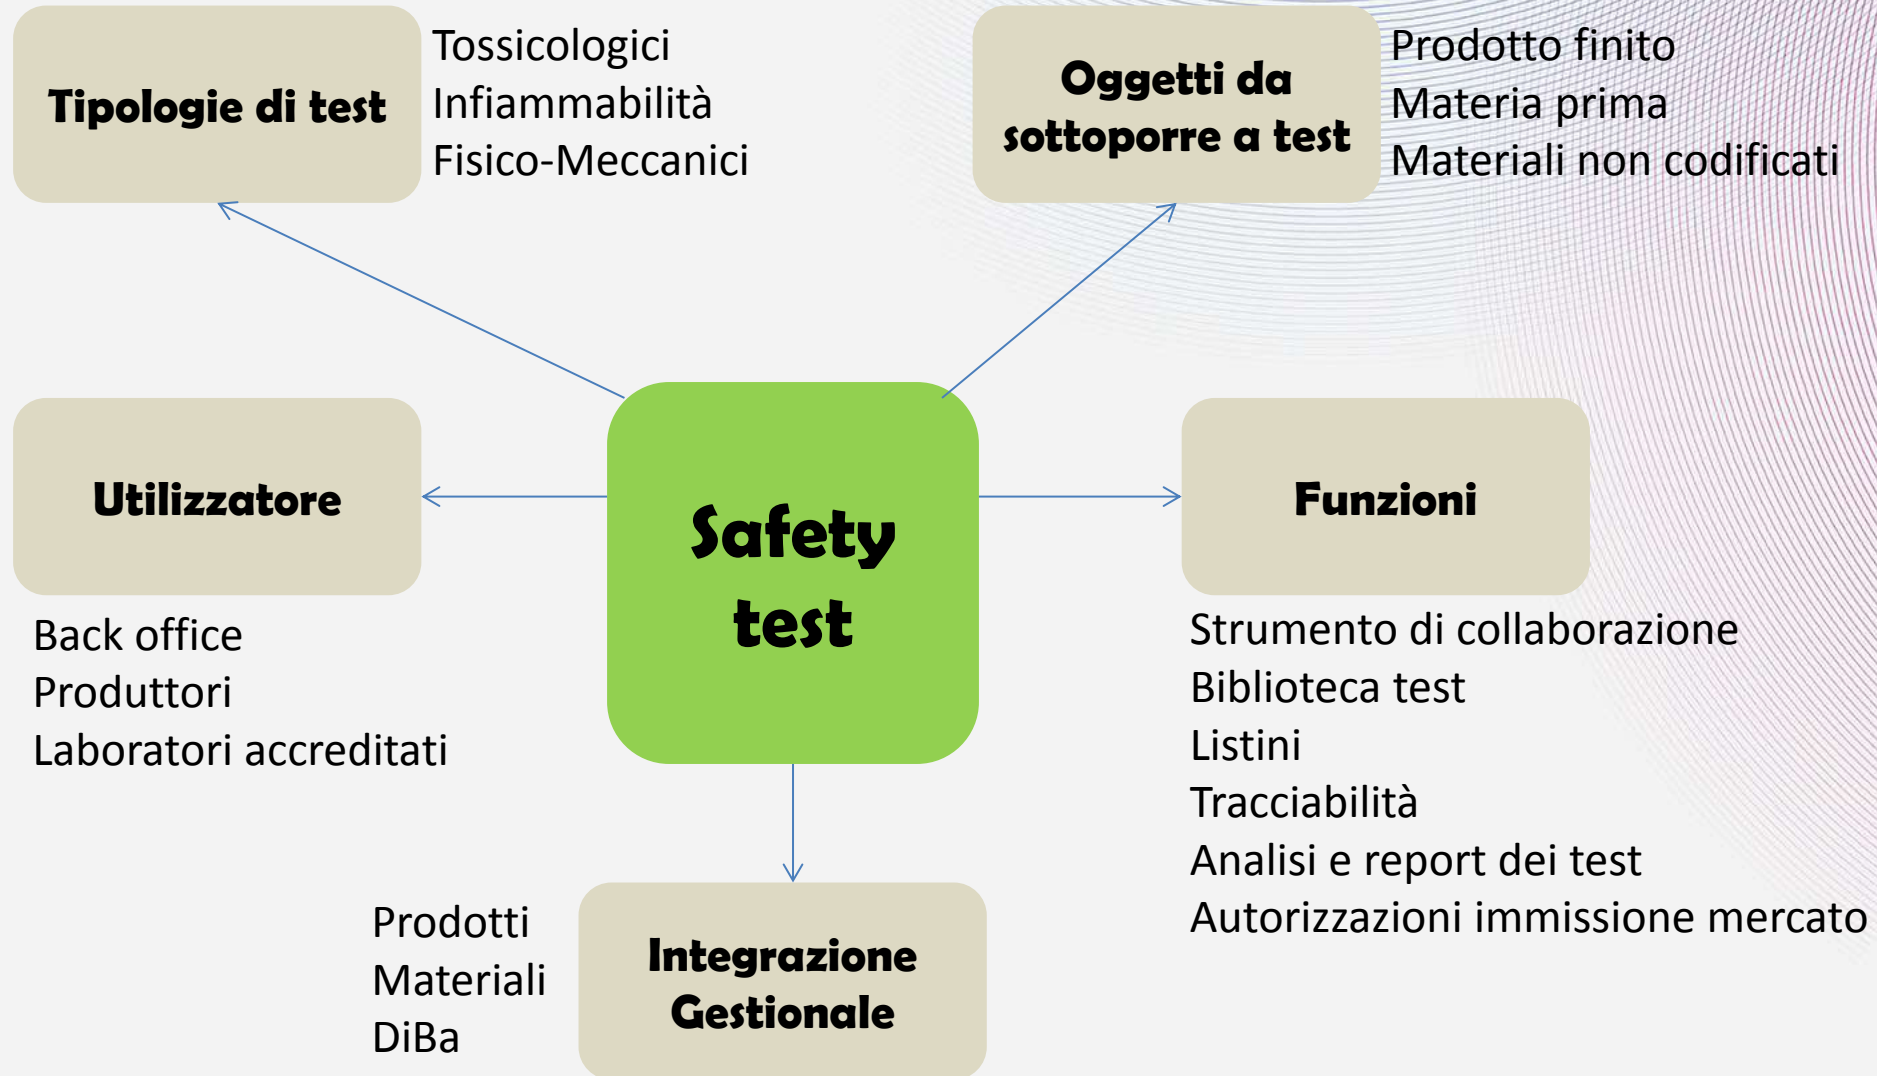 Tipologie di test
Tossicologici
Infiammabilità
Fisico-Meccanici
Oggetti da
sottoporre a test
Prodotto finito
Materia prima
Materiali non codificati
Utilizzatore
Back office
Produttori
Laboratori accreditati
Safety
test
Funzioni
Strumento di collaborazione
Biblioteca test
Listini
Tracciabilità
Analisi e report dei test
Autorizzazioni immissione mercato
Prodotti
Materiali
DiBa
Integrazione
Gestionale